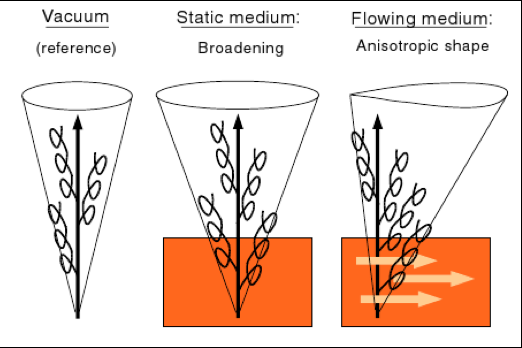 Vacuum
(reference)
Static medium:
Broadening
Flowing medium:
Anisotropic shape